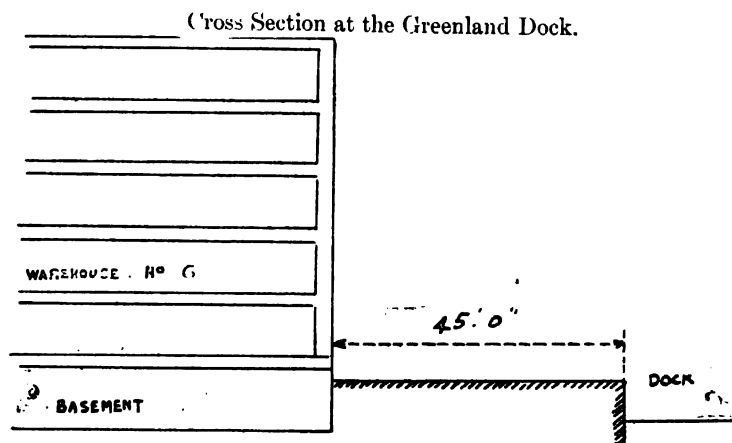 Cross Section at the Greenland Dock.
WAREHOUSE. No 6
45'.0"
DOCK
BASEMENT